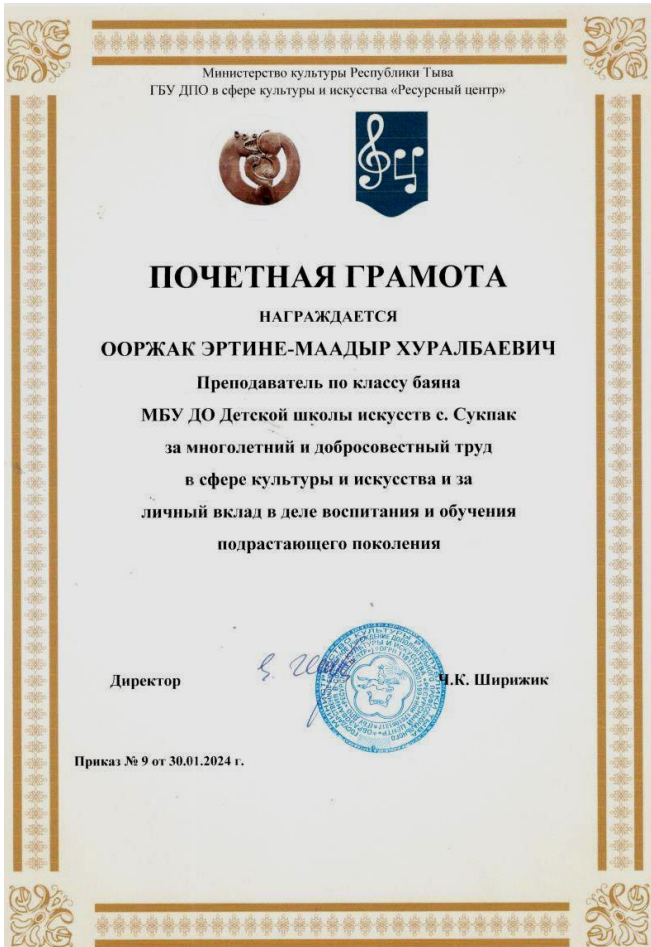 Министерство культуры Республики Тыва
ГБУ ДПО в сфере культуры и искусства «Ресурсный центр»
ПОЧЕТНАЯ ГРАМОТА
НАГРАЖДАЕТСЯ
ООРЖАК ЭРТИНЕ-МААДЫР ХУРАЛБАЕВИЧ
Преподаватель по классу баяна
МБУ ДО Детской школы искусств с. Сукпак
за многолетний и добросовестный труд
в сфере культуры и искусства и за
личный вклад в деле воспитания и обучения
подрастающего поколения
Директор
Ч.К. Ширижик
Приказ № 9 от 30.01.2024 г.